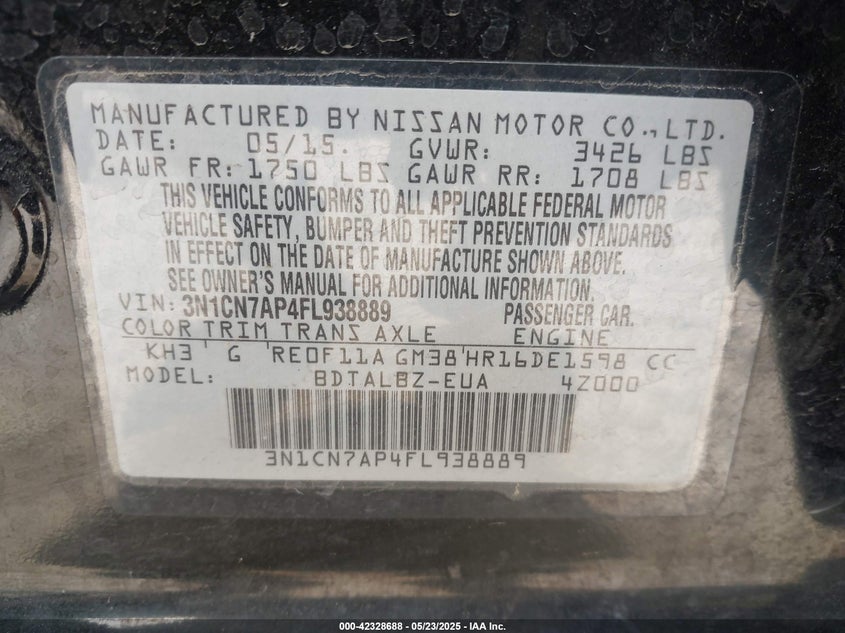 MANUFACTURED BY NISSAN MOTOR CO., LTD.
DATE: 05/15. GVWR: 3426 LBS
GAWR FR: 1750 LBS GAWR RR: 1708 LBS
THIS VEHICLE CONFORMS TO ALL APPLICABLE FEDERAL MOTOR
VEHICLE SAFETY, BUMPER AND THEFT PREVENTION STANDARDS
IN EFFECT ON THE DATE OF MANUFACTURE SHOWN ABOVE.
SEE OWNER'S MANUAL FOR ADDITIONAL INFORMATION.
VIN: 3N1CN7AP4FL938889 PASSENGER CAR.
COLOR TRIM TRANS AXLE ENGINE
KH3 ' G 'RE0F11A GM38'HR16DE1598 CC
MODEL: BDTALBZ-EUA 4Z000
3N1CN7AP4FL938889
000-42328688 - 05/23/2025 - IAA Inc.